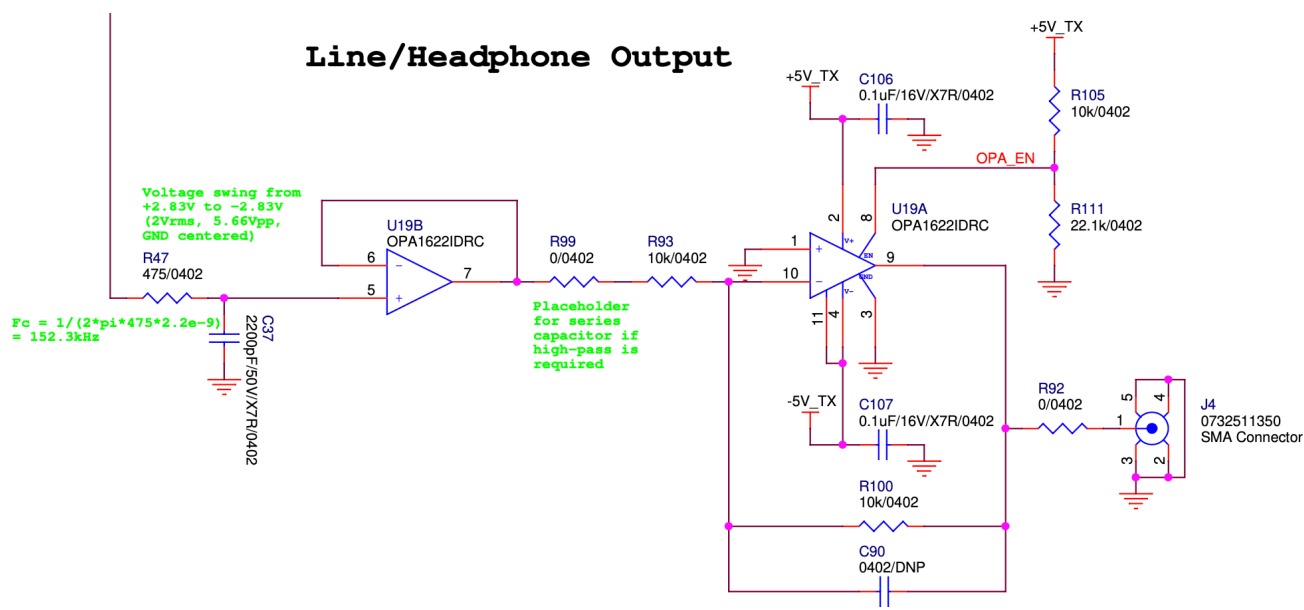 Line/Headphone Output
+5V_TX
+5V_TX
C106
0.1uF/16V/X7R/0402
R105
10k/0402
OPA_EN
Voltage swing from
+2.83V to -2.83V
(2Vrms, 5.66Vpp,
GND centered)
R47
475/0402
U19B
OPA1622IDRC
6
5
7
-
+
R99
0/0402
R93
10k/0402
2
8
U19A
OPA1622IDRC
R111
22.1k/0402
1
10
9
+
-
V+
EN
GND
V-
11
4
3
Fc = 1/(2*pi*475*2.2e-9)
= 152.3kHz
C37
2200pF/50V/X7R/0402
Placeholder
for series
capacitor if
high-pass is
required
-5V_TX
C107
0.1uF/16V/X7R/0402
R92
0/0402
5
4
1
3
2
J4
0732511350
SMA Connector
R100
10k/0402
C90
0402/DNP